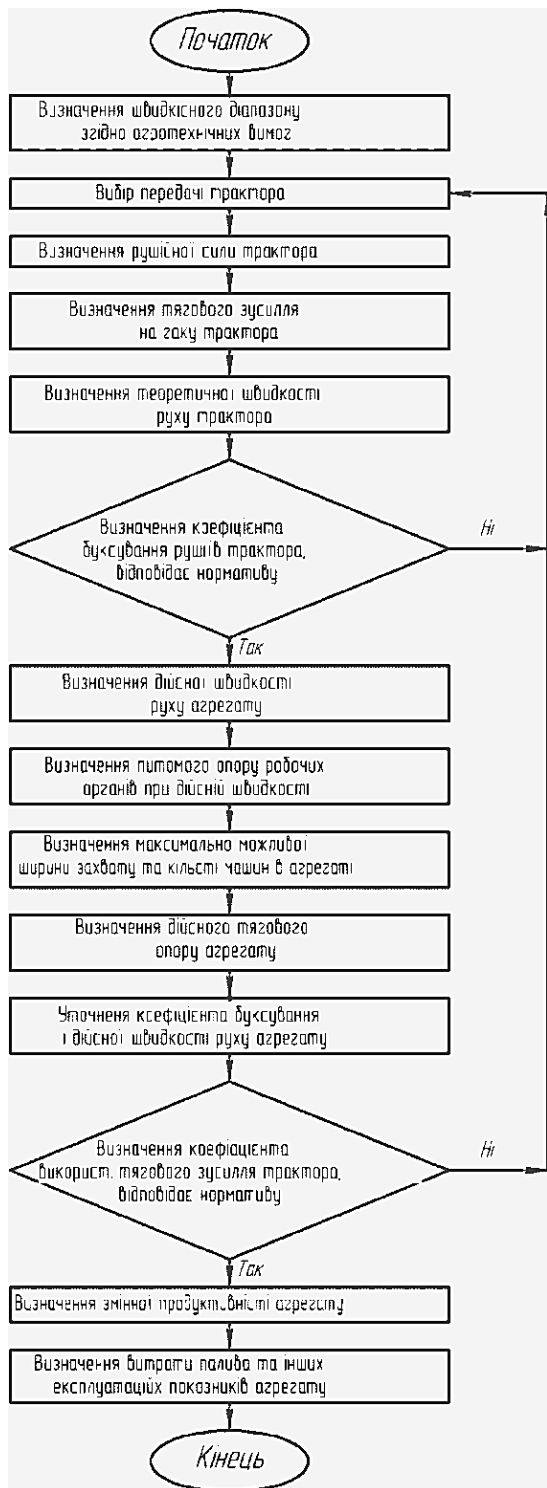 Початок
Визначення швидкісного діапазону
згідно агротехнічних вимог
Вибір передачі трактора
Визначення рушійної сили трактора
Визначення тягового зусилля
на гаку трактора
Визначення теоретичної швидкості
руху трактора
Визначення коефіцієнта
буксування рушіїв трактора,
відповідає нормативу
Ні
Так
Визначення дійсної швидкості
руху агрегату
Визначення питомого опору робочих
органів при дійсній швидкості
Визначення максимально можливої
ширини захвату та кількості машин в агрегаті
Визначення дійсного тягового
опору агрегату
Уточненя коефіцієнта буксування
і дійсної швидкості руху агрегату
Визначення коефіацієнта
використ. тягового зусилля трактора,
відповідає нормативу
Ні
Так
Визначення змінної продуктивністі агрегату
Визначення витрати палива та інших
експлуатаційх показників агрегату
Кінець